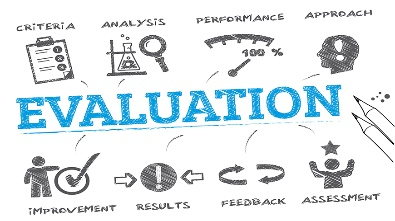 CRITERIA ANALYSIS PERFORMANCE APPROACH
100 %
EVALUATION
IMPROVEMENT RESULTS FEEDBACK ASSESSMENT